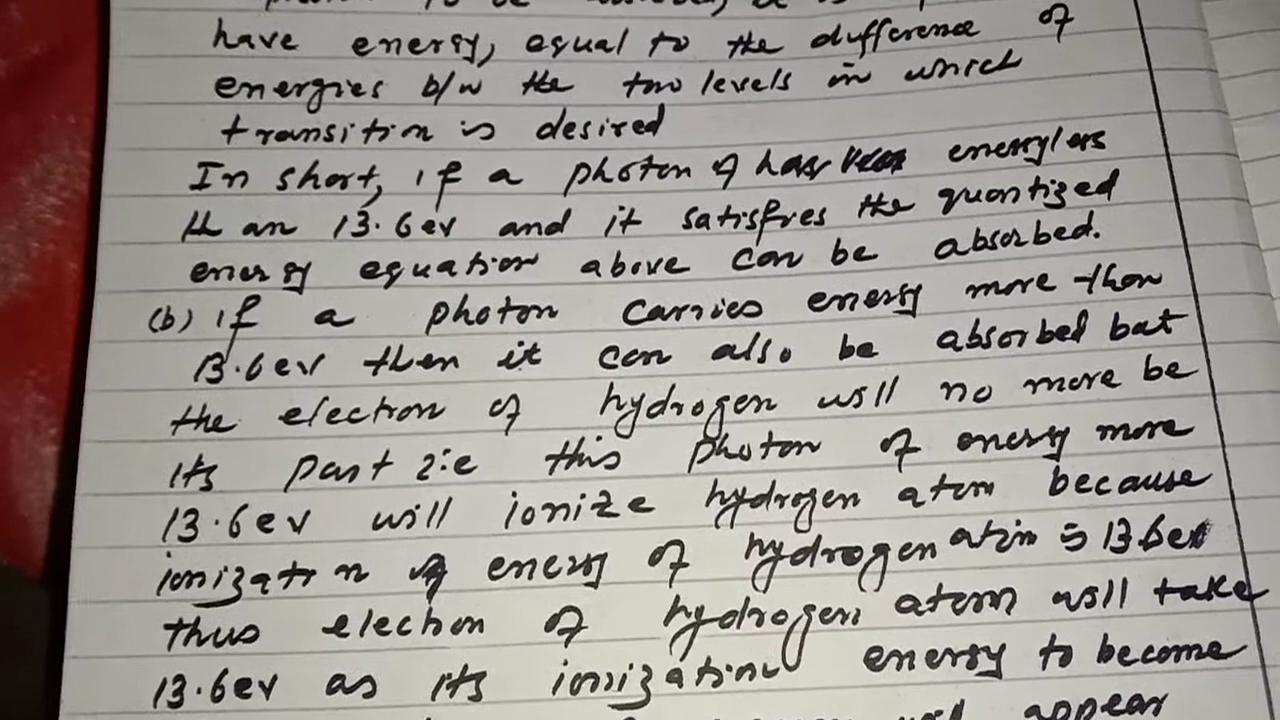 to be
have energy, equal to the difference of
energies b/w the two levels in which
transition is desired
In short, if a photon of has energy less
than 13.6ev and it satisfies the quantized
energy equation above can be absorbed.
(b) if a photon carries energy more than
13.6ev then it can also be absorbed but
the electron of hydrogen will no more be
its part i:e this photon of energy more
13.6ev will ionize hydrogen atom because
ionization energy of hydrogen atom is 13.6ev
thus electron of hydrogen atom will take
13.6ev as its ionization energy to become
will appear